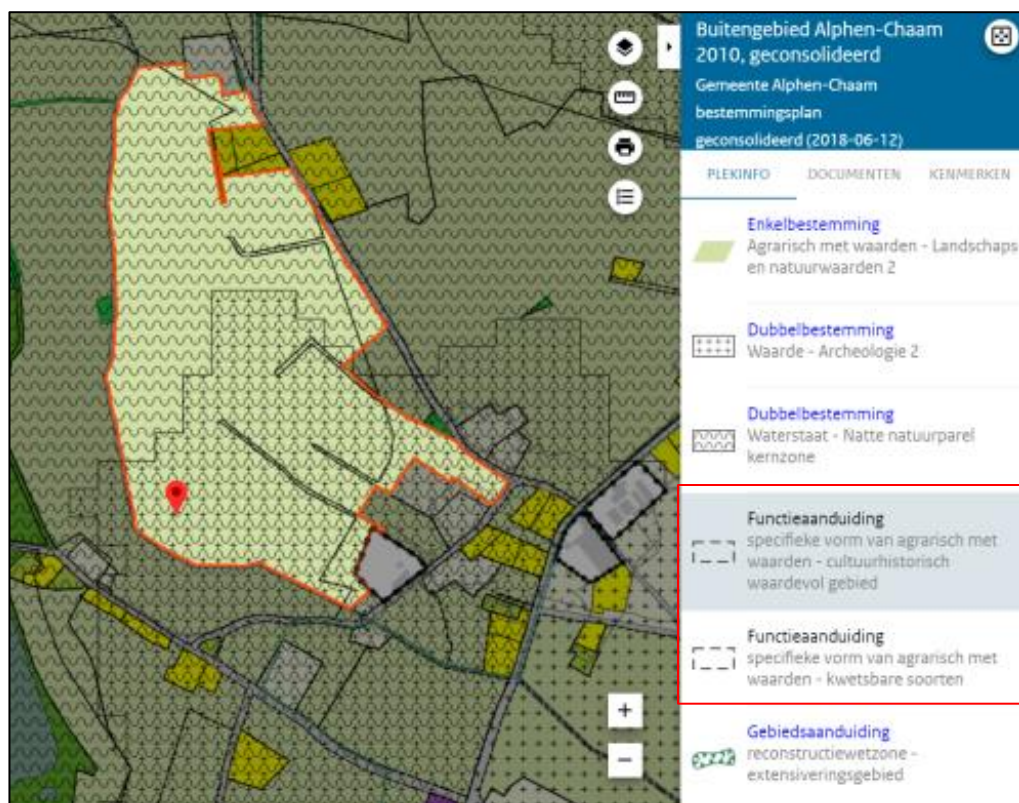 Buitengebied Alphen-Chaam
2010, geconsolideerd
Gemeente Alphen-Chaam
bestemmingsplan
geconsolideerd (2018-06-12)
PLEKINFO DOCUMENTEN KENMERKEN
Enkelbestemming
Agrarisch met waarden - Landschaps
en natuurwaarden 2
Dubbelbestemming
Waarde - Archeologie 2
Dubbelbestemming
Waterstaat - Natte natuurparel
kernzone
Functieaanduiding
specifieke vorm van agrarisch met
waarden - cultuurhistorisch
waardevol gebied
Functieaanduiding
specifieke vorm van agrarisch met
waarden - kwetsbare soorten
Gebiedsaanduiding
reconstructiewetzone -
extensiveringsgebied